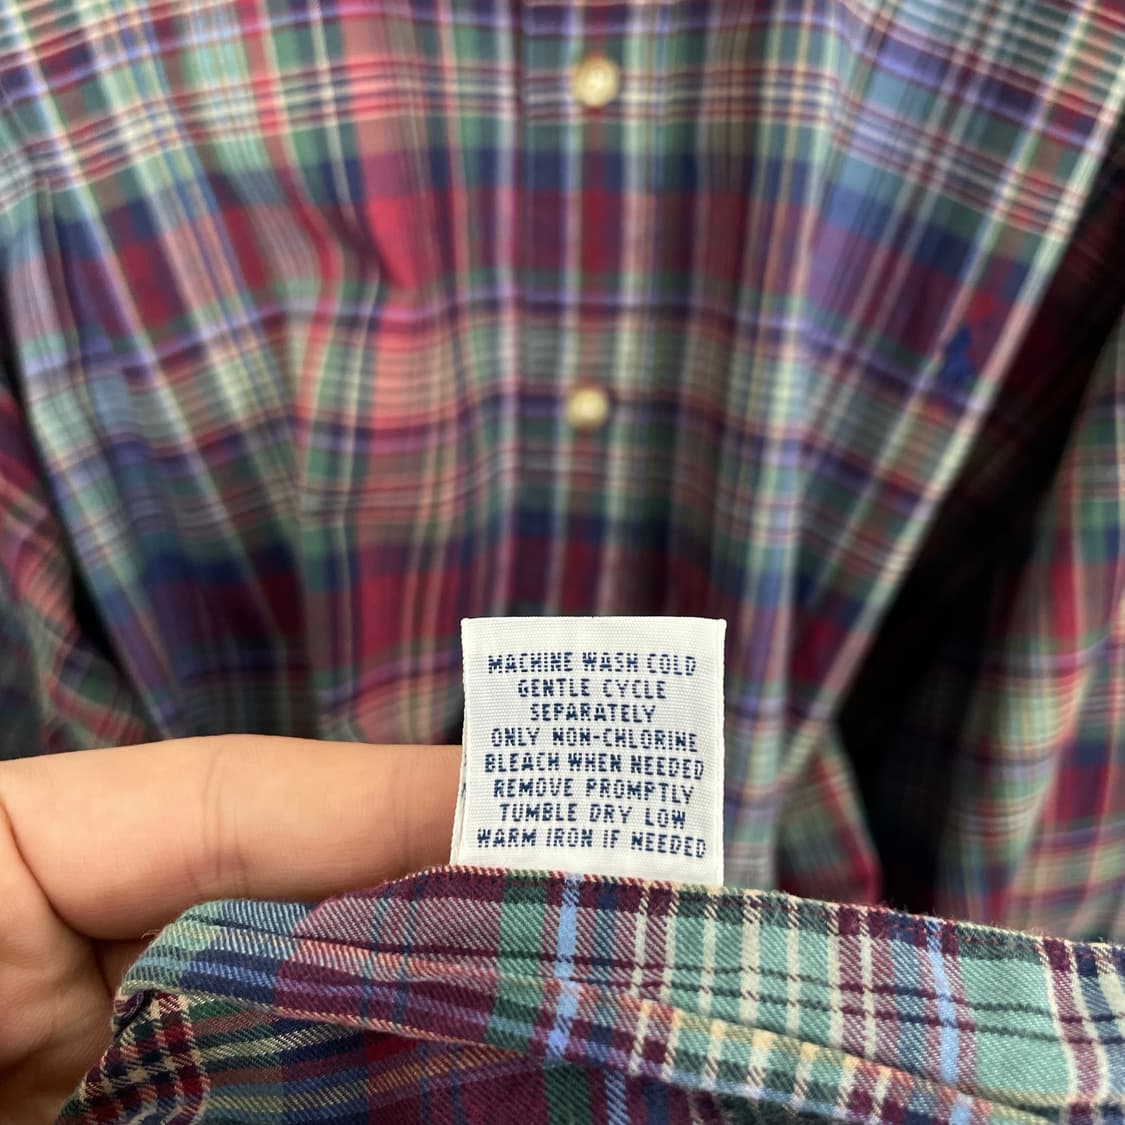 MACHINE WASH COLD
GENTLE CYCLE
SEPARATELY
ONLY NON-CHLORINE
BLEACH WHEN NEEDED
REMOVE PROMPTLY
TUMBLE DRY LOW
WARM IRON IF NEEDED